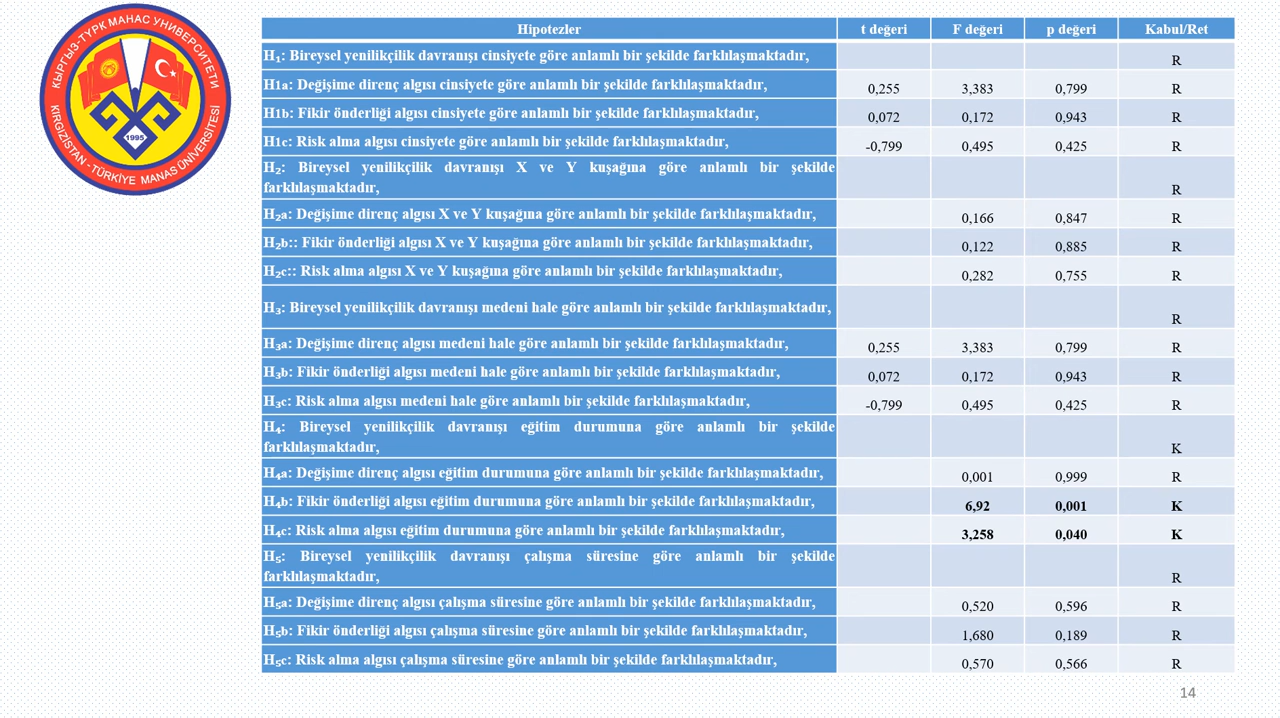 КЫРГЫЗ-ТҮРК МАНАС УНИВЕРСИТЕТИ
1995
KIRGIZİSTAN - TÜRKİYE MANAS ÜNİVERSİTESİ
Hipotezler t değeri F değeri p değeri Kabul/Ret
H₁: Bireysel yenilikçilik davranışı cinsiyete göre anlamlı bir şekilde farklılaşmaktadır, R
H1a: Değişime direnç algısı cinsiyete göre anlamlı bir şekilde farklılaşmaktadır, 0,255 3,383 0,799 R
H1b: Fikir önderliği algısı cinsiyete göre anlamlı bir şekilde farklılaşmaktadır, 0,072 0,172 0,943 R
H1c: Risk alma algısı cinsiyete göre anlamlı bir şekilde farklılaşmaktadır, -0,799 0,495 0,425 R
H₂: Bireysel yenilikçilik davranışı X ve Y kuşağına göre anlamlı bir şekilde
farklılaşmaktadır, R
H₂a: Değişime direnç algısı X ve Y kuşağına göre anlamlı bir şekilde farklılaşmaktadır, 0,166 0,847 R
H₂b:: Fikir önderliği algısı X ve Y kuşağına göre anlamlı bir şekilde farklılaşmaktadır, 0,122 0,885 R
H₂c:: Risk alma algısı X ve Y kuşağına göre anlamlı bir şekilde farklılaşmaktadır, 0,282 0,755 R
H₃: Bireysel yenilikçilik davranışı medeni hale göre anlamlı bir şekilde farklılaşmaktadır, R
H₃a: Değişime direnç algısı medeni hale göre anlamlı bir şekilde farklılaşmaktadır, 0,255 3,383 0,799 R
H₃b: Fikir önderliği algısı medeni hale göre anlamlı bir şekilde farklılaşmaktadır, 0,072 0,172 0,943 R
H₃c: Risk alma algısı medeni hale göre anlamlı bir şekilde farklılaşmaktadır, -0,799 0,495 0,425 R
H₄: Bireysel yenilikçilik davranışı eğitim durumuna göre anlamlı bir şekilde
farklılaşmaktadır, K
H₄a: Değişime direnç algısı eğitim durumuna göre anlamlı bir şekilde farklılaşmaktadır, 0,001 0,999 R
H₄b: Fikir önderliği algısı eğitim durumuna göre anlamlı bir şekilde farklılaşmaktadır, 6,92 0,001 K
H₄c: Risk alma algısı eğitim durumuna göre anlamlı bir şekilde farklılaşmaktadır, 3,258 0,040 K
H₅: Bireysel yenilikçilik davranışı çalışma süresine göre anlamlı bir şekilde
farklılaşmaktadır, R
H₅a: Değişime direnç algısı çalışma süresine göre anlamlı bir şekilde farklılaşmaktadır, 0,520 0,596 R
H₅b: Fikir önderliği algısı çalışma süresine göre anlamlı bir şekilde farklılaşmaktadır, 1,680 0,189 R
H₅c: Risk alma algısı çalışma süresine göre anlamlı bir şekilde farklılaşmaktadır, 0,570 0,566 R
14